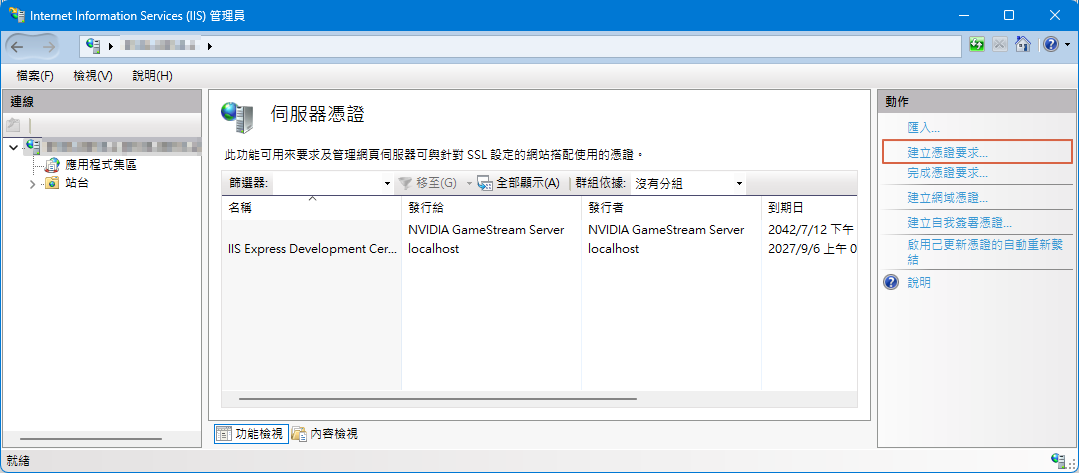 Internet Information Services (IIS) 管理員
檔案(F) 檢視(V) 說明(H)
連線
應用程式集區
站台
伺服器憑證
此功能可用來要求及管理網頁伺服器可與針對 SSL 設定的網站搭配使用的憑證。
篩選器: 移至(G) 全部顯示(A) 群組依據: 沒有分組
名稱 發行給 發行者 到期日
NVIDIA GameStream Server NVIDIA GameStream Server 2042/7/12 下午
IIS Express Development Cer... localhost localhost 2027/9/6 上午 0
功能檢視 內容檢視
動作
匯入...
建立憑證要求...
完成憑證要求...
建立網域憑證...
建立自我簽署憑證...
啟用已更新憑證的自動重新繫
結
說明
就緒